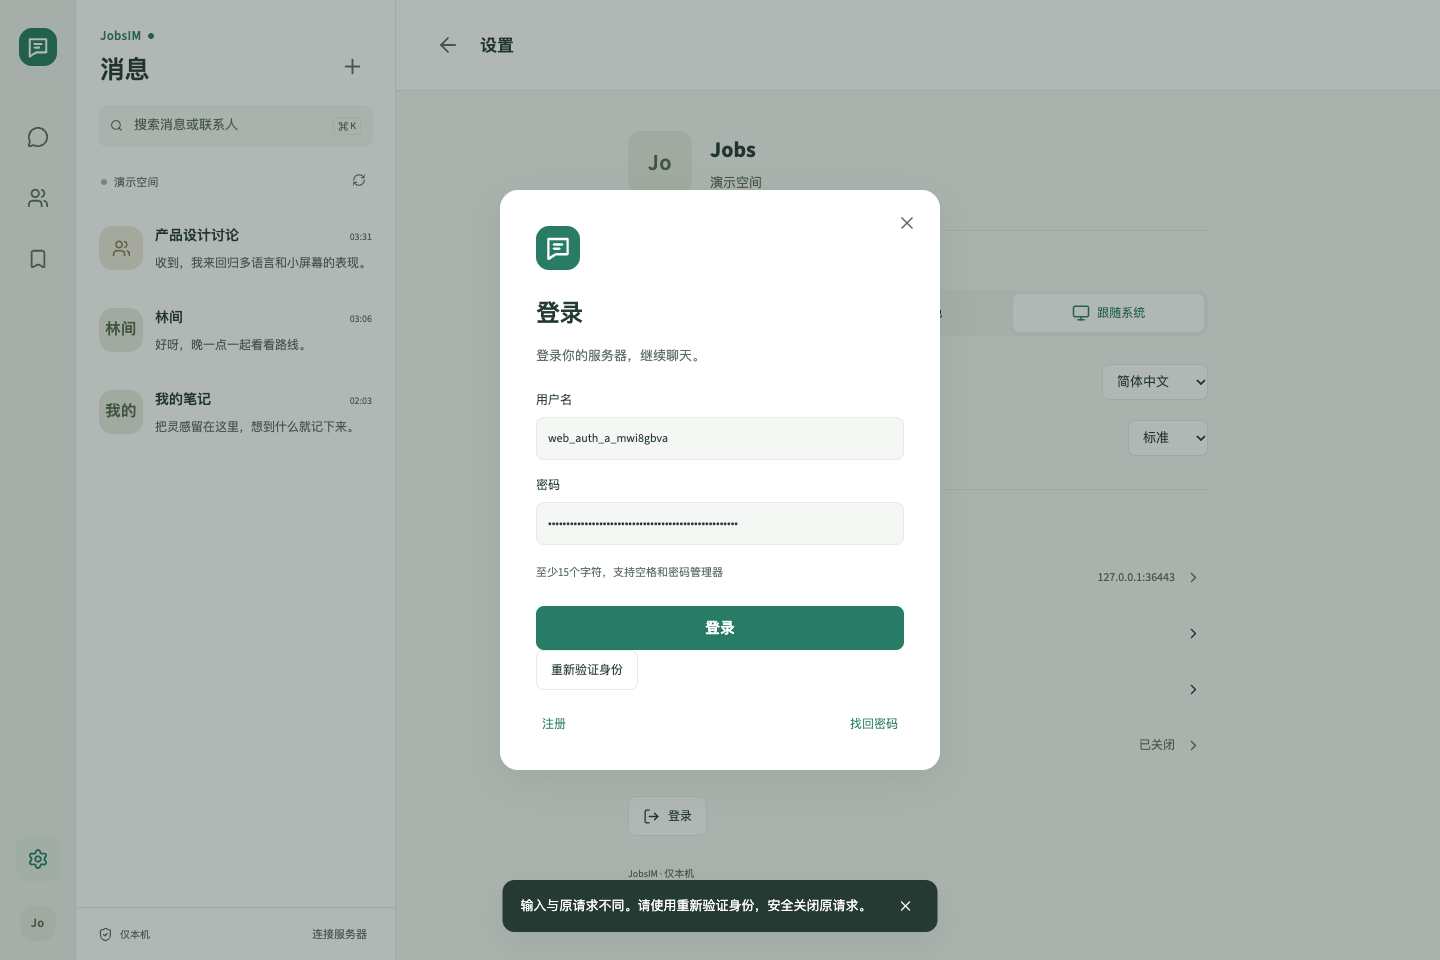 JobsIM
消息
搜索消息或联系人
⌘K
演示空间
产品设计讨论
03:31
收到，我来回归多语言和小屏幕的表现。
林间
林间
03:06
好呀，晚一点一起看看路线。
我的
我的笔记
02:03
把灵感留在这里，想到什么就记下来。
Jo
仅本机
连接服务器
设置
Jo
Jobs
演示空间
跟随系统
简体中文
标准
127.0.0.1:36443
已关闭
登录
JobsIM · 仅本机
登录
登录你的服务器，继续聊天。
用户名
web_auth_a_mwi8gbva
密码
至少15个字符，支持空格和密码管理器
登录
重新验证身份
注册
找回密码
输入与原请求不同。请使用重新验证身份，安全关闭原请求。